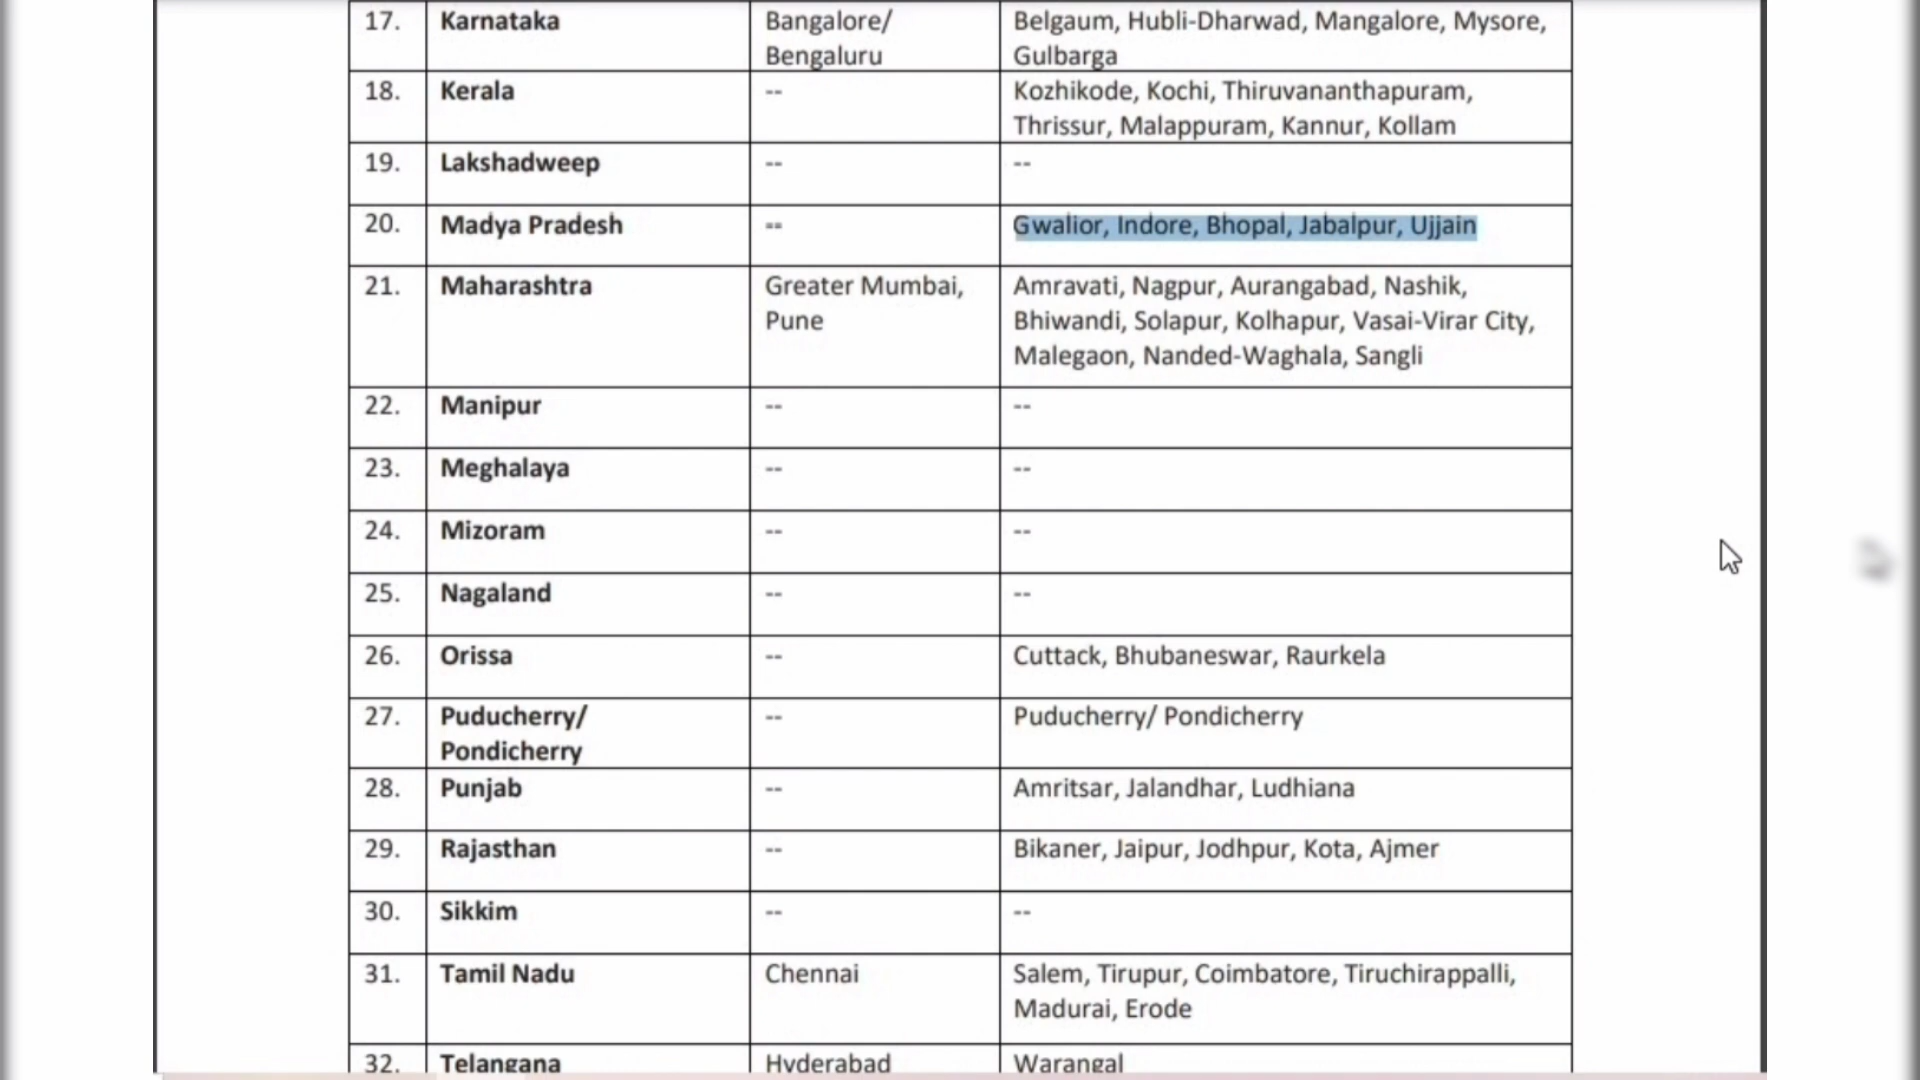 17. Karnataka Bangalore/ Belgaum, Hubli-Dharwad, Mangalore, Mysore,
Bengaluru Gulbarga
18. Kerala -- Kozhikode, Kochi, Thiruvananthapuram,
Thrissur, Malappuram, Kannur, Kollam
19. Lakshadweep -- --
20. Madya Pradesh -- Gwalior, Indore, Bhopal, Jabalpur, Ujjain
21. Maharashtra Greater Mumbai, Amravati, Nagpur, Aurangabad, Nashik,
Pune Bhiwandi, Solapur, Kolhapur, Vasai-Virar City,
Malegaon, Nanded-Waghala, Sangli
22. Manipur -- --
23. Meghalaya -- --
24. Mizoram -- --
25. Nagaland -- --
26. Orissa -- Cuttack, Bhubaneswar, Raurkela
27. Puducherry/ -- Puducherry/ Pondicherry
Pondicherry
28. Punjab -- Amritsar, Jalandhar, Ludhiana
29. Rajasthan -- Bikaner, Jaipur, Jodhpur, Kota, Ajmer
30. Sikkim -- --
31. Tamil Nadu Chennai Salem, Tirupur, Coimbatore, Tiruchirappalli,
Madurai, Erode
32. Telangana Hyderabad Warangal